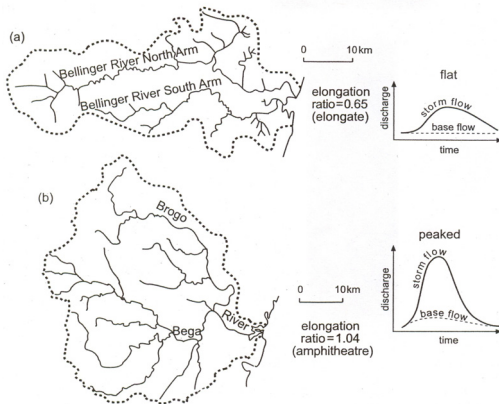 (a)
Bellinger River North Arm
Bellinger River South Arm
0 10km
elongation
ratio=0.65
(elongate)
flat
discharge
storm flow
base flow
time
(b)
Brogo
Bega
River
0 10km
elongation
ratio=1.04
(amphitheatre)
peaked
discharge
storm flow
base flow
time